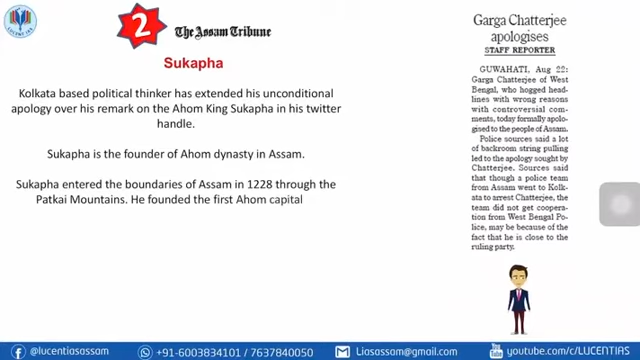 LUCENT IAS
2
The Assam Tribune
Sukapha
Kolkata based political thinker has extended his unconditional
apology over his remark on the Ahom King Sukapha in his twitter
handle.
Sukapha is the founder of Ahom dynasty in Assam.
Sukapha entered the boundaries of Assam in 1228 through the
Patkai Mountains. He founded the first Ahom capital
Garga Chatterjee
apologises
STAFF REPORTER
GUWAHATI, Aug 22:
Garga Chatterjee of West
Bengal, who hogged head-
lines with wrong reasons
with controversial com-
ments, today formally apolo-
gised to the people of Assam.
Police sources said a lot
of backroom string pulling
led to the apology sought by
Chatterjee. Sources said
that though a police team
from Assam went to Kolk-
ata to arrest Chatterjee, the
team did not get coopera-
tion from West Bengal Po-
lice, may be because of the
fact that he is close to the
ruling party.
@lucentiasassam
+91-6003834101 / 7637840050
Liasassam@gmail.com
You Tube
youtube.com/c/LUCENTIAS